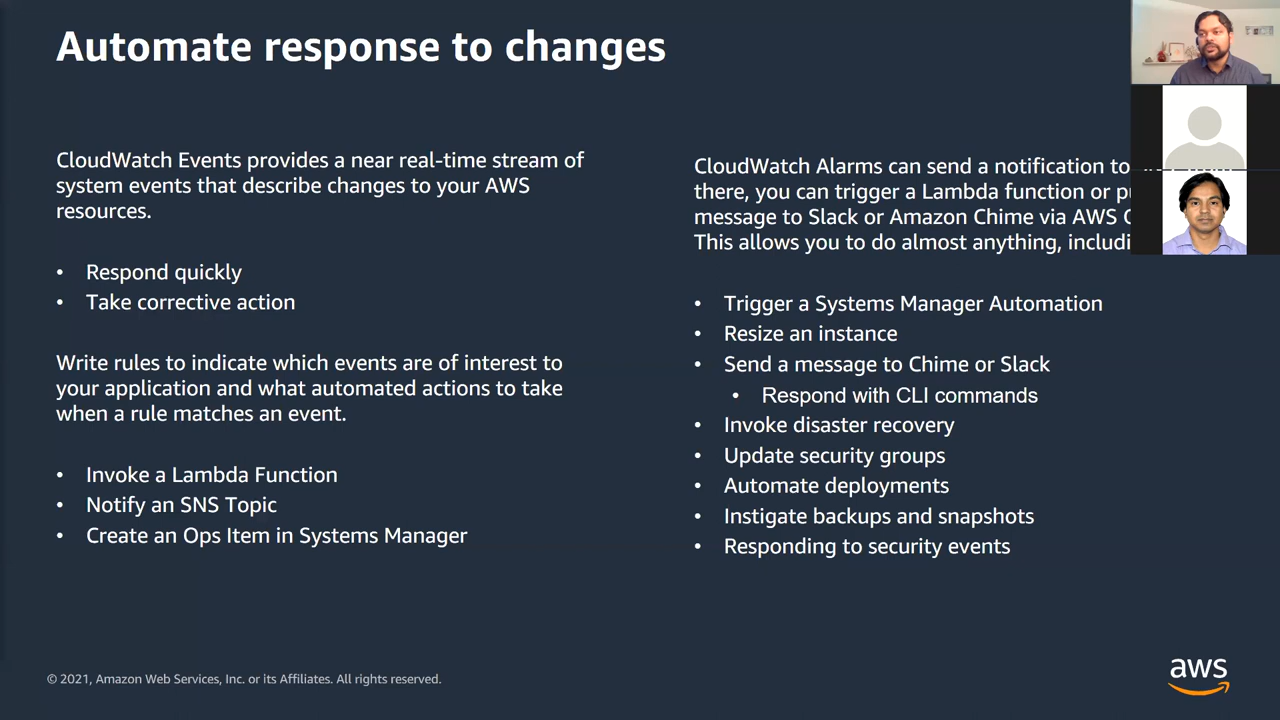 Automate response to changes
CloudWatch Events provides a near real-time stream of
system events that describe changes to your AWS
resources.
• Respond quickly
• Take corrective action
Write rules to indicate which events are of interest to
your application and what automated actions to take
when a rule matches an event.
• Invoke a Lambda Function
• Notify an SNS Topic
• Create an Ops Item in Systems Manager
CloudWatch Alarms can send a notification to
there, you can trigger a Lambda function or
message to Slack or Amazon Chime via AWS
This allows you to do almost anything,
• Trigger a Systems Manager Automation
• Resize an instance
• Send a message to Chime or Slack
• Respond with CLI commands
• Invoke disaster recovery
• Update security groups
• Automate deployments
• Instigate backups and snapshots
• Responding to security events
© 2021, Amazon Web Services, Inc. or its Affiliates. All rights reserved.
aws